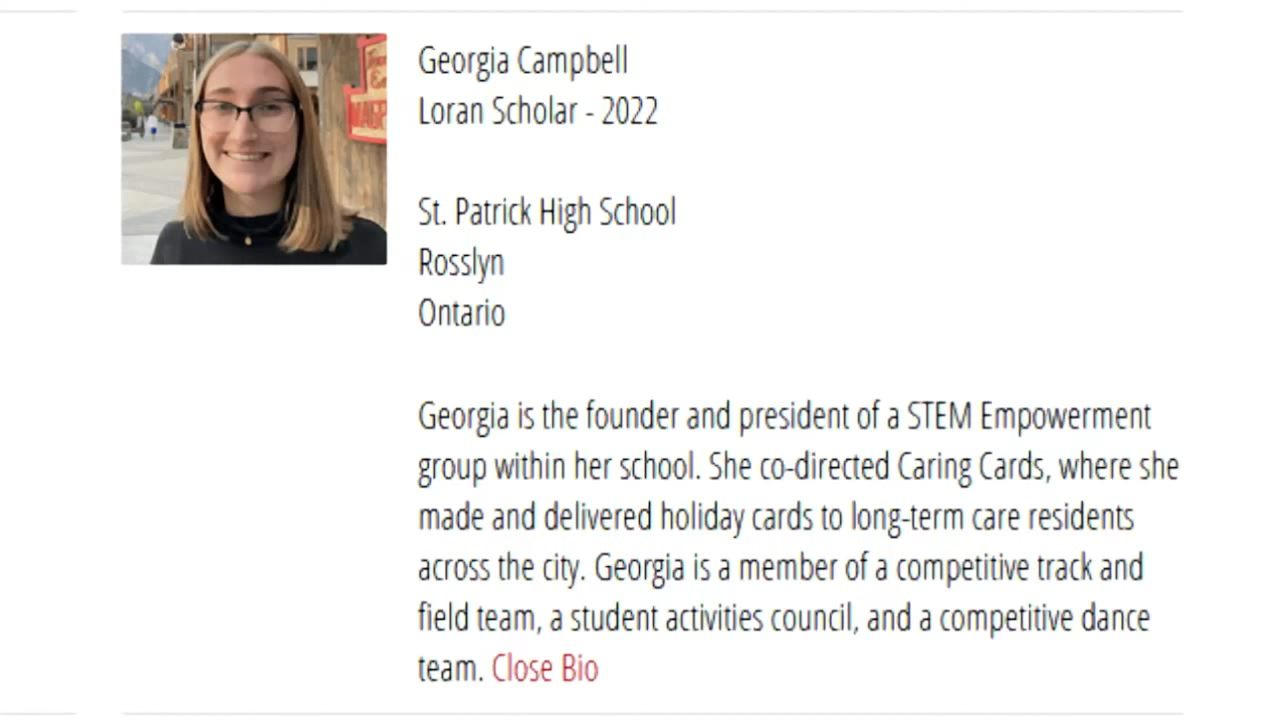 Georgia Campbell
Loran Scholar - 2022
St. Patrick High School
Rosslyn
Ontario
Georgia is the founder and president of a STEM Empowerment
group within her school. She co-directed Caring Cards, where she
made and delivered holiday cards to long-term care residents
across the city. Georgia is a member of a competitive track and
field team, a student activities council, and a competitive dance
team. Close Bio